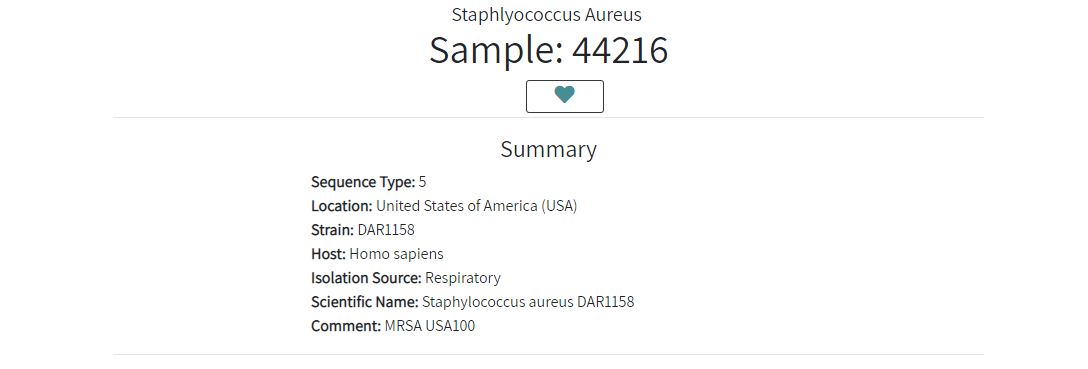 Staphlyococcus Aureus
Sample: 44216
Summary
Sequence Type: 5
Location: United States of America (USA)
Strain: DAR1158
Host: Homo sapiens
Isolation Source: Respiratory
Scientific Name: Staphylococcus aureus DAR1158
Comment: MRSA USA100